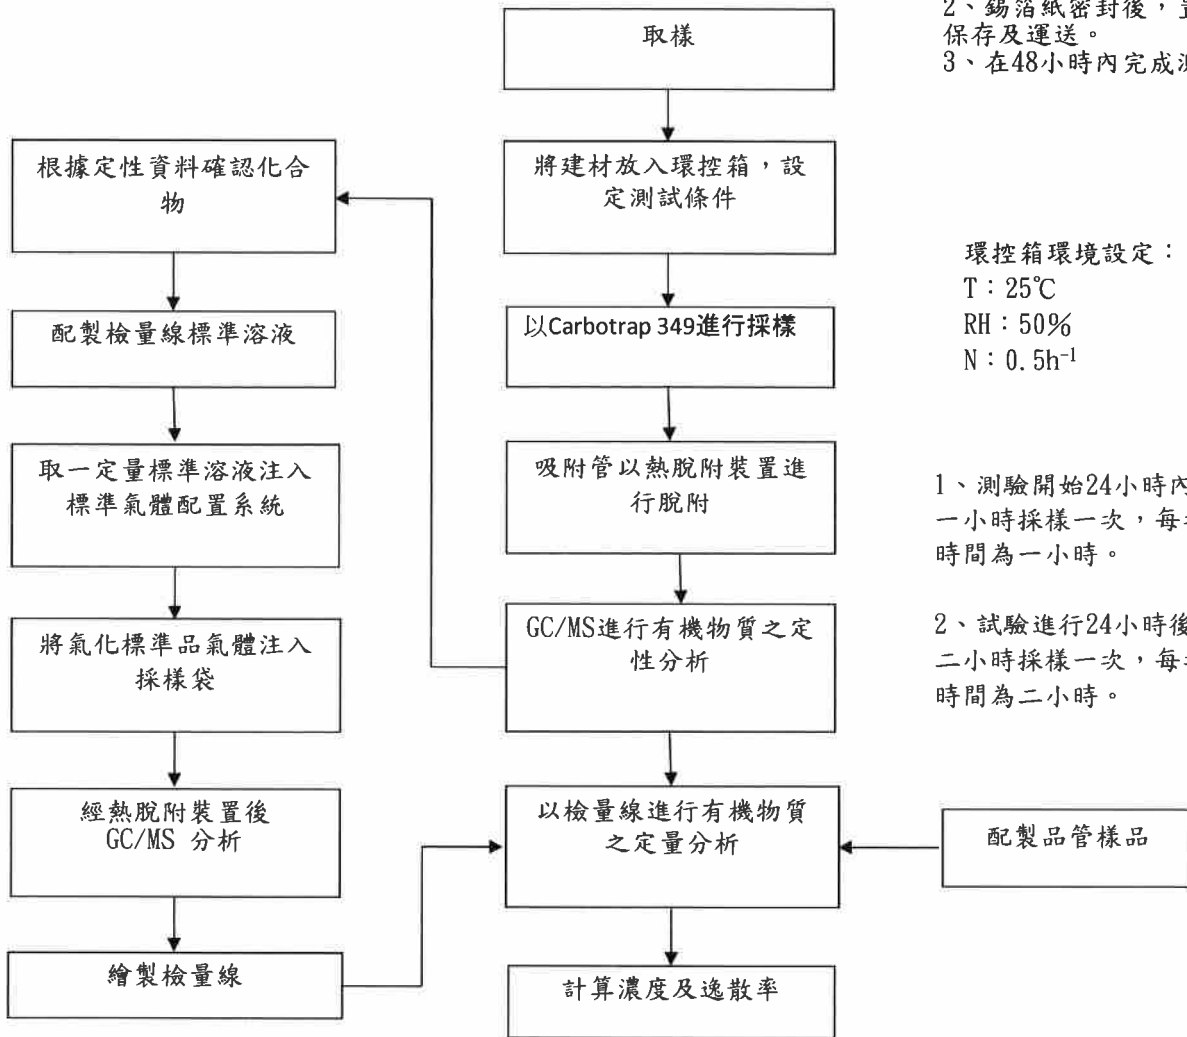 取樣
2、錫箔紙密封後，
保存及運送。
3、在48小時內完成
根據定性資料確認化合
物
將建材放入環控箱，設
定測試條件
環控箱環境設定：
T：25℃
RH：50%
N：0.5h⁻¹
配製檢量線標準溶液
以Carbotrap 349進行採樣
取一定量標準溶液注入
標準氣體配置系統
吸附管以熱脫附裝置進
行脫附
1、測驗開始24小時內
一小時採樣一次，每
時間為一小時。
將氣化標準品氣體注入
採樣袋
GC/MS進行有機物質之定
性分析
2、試驗進行24小時後
二小時採樣一次，每
時間為二小時。
經熱脫附裝置後
GC/MS 分析
以檢量線進行有機物質
之定量分析
配製品管樣品
繪製檢量線
計算濃度及逸散率